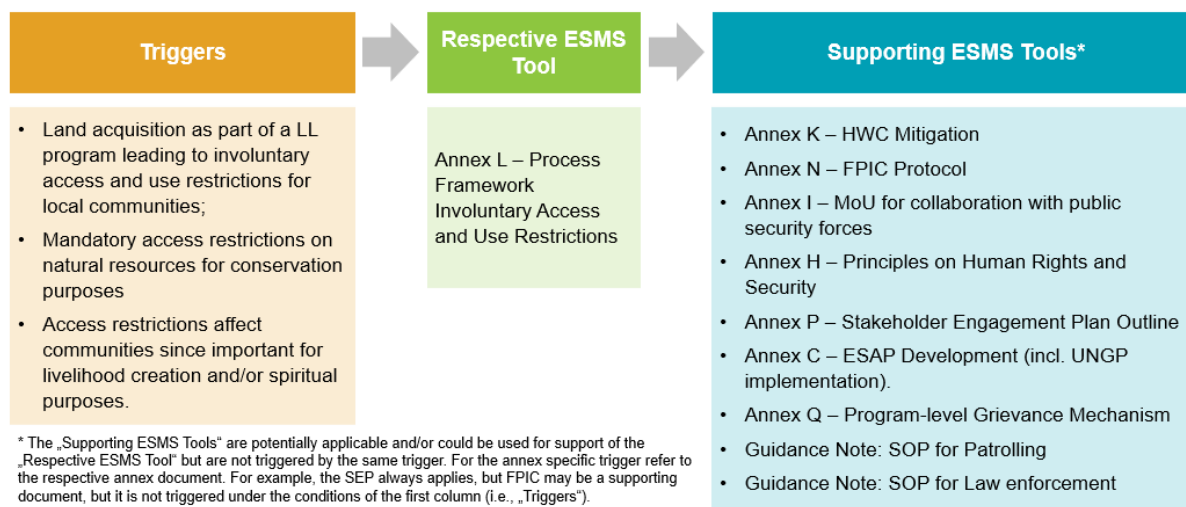 Triggers
Respective ESMS
Tool
Supporting ESMS Tools*
• Land acquisition as part of a LL
program leading to involuntary
access and use restrictions for
local communities;
• Mandatory access restrictions on
natural resources for conservation
purposes
• Access restrictions affect
communities since important for
livelihood creation and/or spiritual
purposes.
Annex L – Process
Framework
Involuntary Access
and Use Restrictions
• Annex K – HWC Mitigation
• Annex N – FPIC Protocol
• Annex I – MoU for collaboration with public
security forces
• Annex H – Principles on Human Rights and
Security
• Annex P – Stakeholder Engagement Plan Outline
• Annex C – ESAP Development (incl. UNGP
implementation).
• Annex Q – Program-level Grievance Mechanism
• Guidance Note: SOP for Patrolling
• Guidance Note: SOP for Law enforcement
* The „Supporting ESMS Tools“ are potentially applicable and/or could be used for support of the
„Respective ESMS Tool“ but are not triggered by the same trigger. For the annex specific trigger refer to
the respective annex document. For example, the SEP always applies, but FPIC may be a supporting
document, but it is not triggered under the conditions of the first column (i.e., „Triggers“).